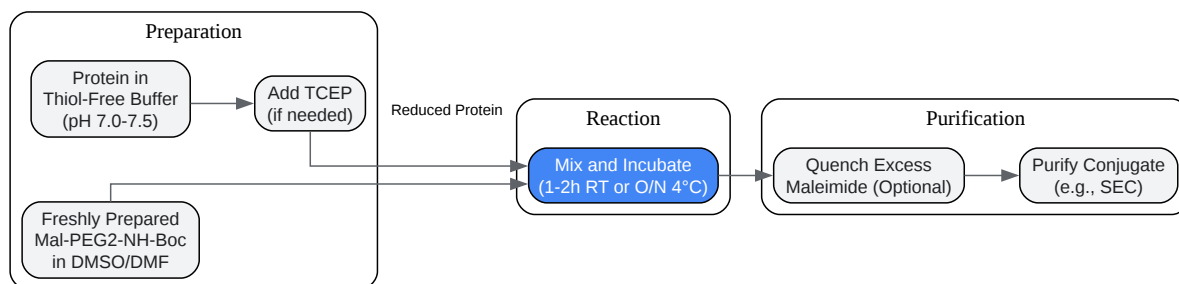 Preparation
Protein in
Thiol-Free Buffer
(pH 7.0-7.5)
Add TCEP
(if needed)
Freshly Prepared
Mal-PEG2-NH-Boc
in DMSO/DMF
Reduced Protein
Reaction
Mix and Incubate
(1-2h RT or O/N 4°C)
Purification
Quench Excess
Maleimide (Optional)
Purify Conjugate
(e.g., SEC)